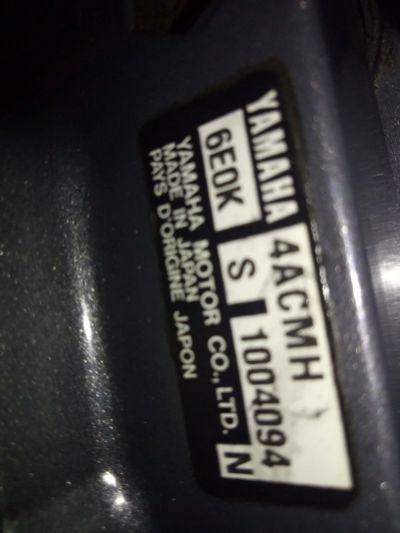 YAMAHA 4ACMH
6E0K S 1004094
YAMAHA MOTOR CO., LTD. N
MADE IN JAPAN
PAYS D'ORIGINE JAPON